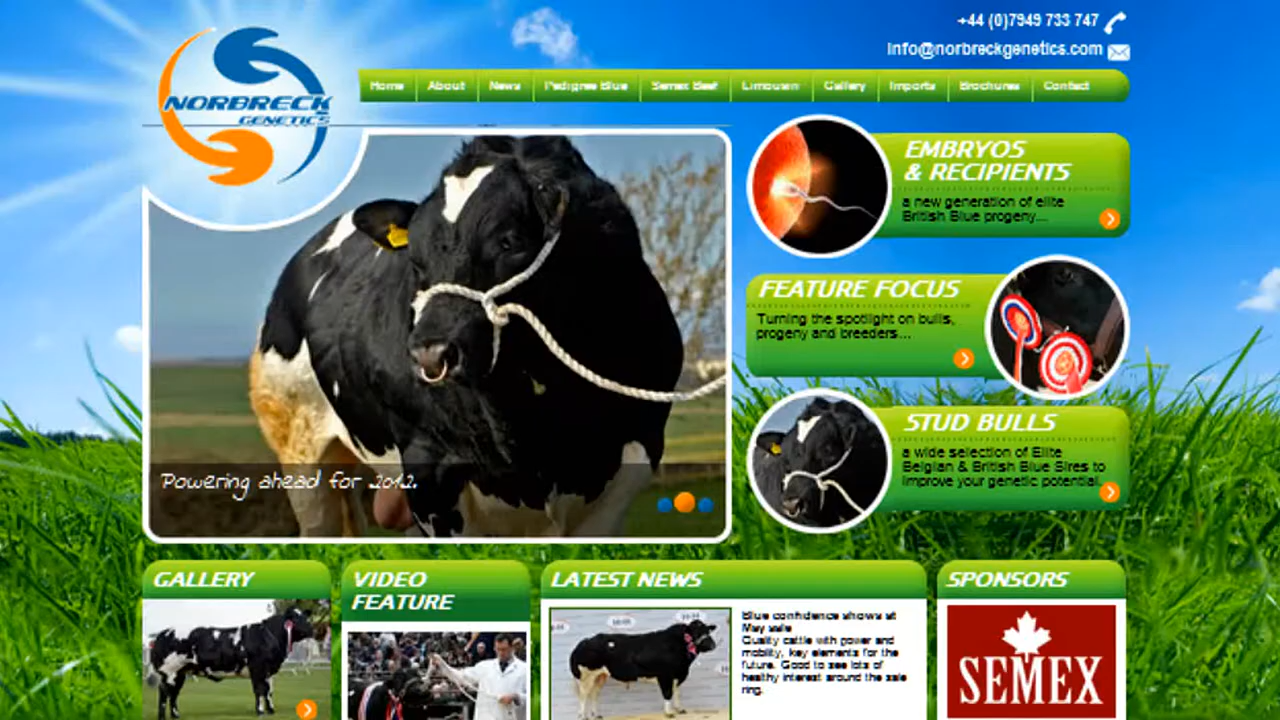 +44 (0)7949 733 747
info@norbreckgenetics.com
NORBRECK
GENETICS
Home About News Pedigree Blue Semex Beef Limousin Gallery Imports Brochures Contact
EMBRYOS
& RECIPIENTS
a new generation of elite
British Blue progeny...
FEATURE FOCUS
Turning the spotlight on bulls,
progeny and breeders...
STUD BULLS
a wide selection of Elite
Belgian & British Blue Sires to
improve your genetic potential.
Powering ahead for 2012.
GALLERY
VIDEO
FEATURE
LATEST NEWS
Blue confidence shows at
May sale
Quality cattle with power and
mobility, key elements for the
future. Good to see lots of
healthy interest around the sale
ring.
SPONSORS
SEMEX